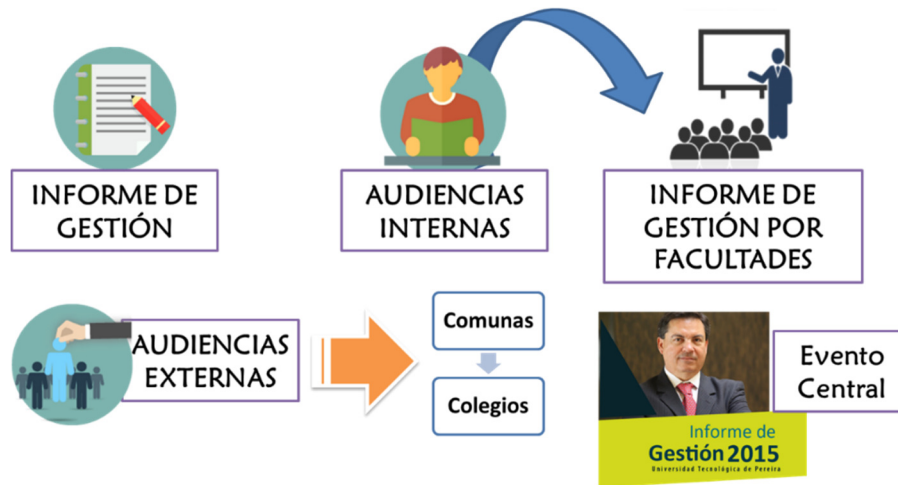 INFORME DE
GESTIÓN
AUDIENCIAS
INTERNAS
INFORME DE
GESTIÓN POR
FACULTADES
AUDIENCIAS
EXTERNAS
Comunas
Colegios
Evento
Central
Informe de
Gestión 2015
Universidad Tecnológica de Pereira